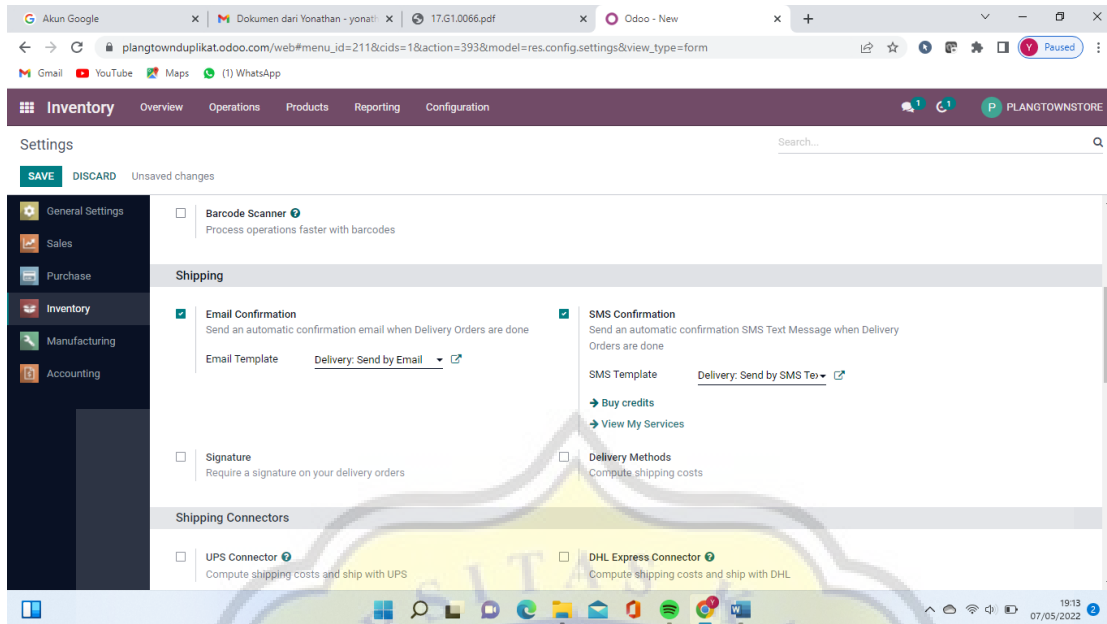 Akun Google
Dokumen dari Yonathan - yonath
17.G1.0066.pdf
Odoo - New
plangtownduplikat.odoo.com/web#menu_id=211&cids=1&action=393&model=res.config.settings&view_type=form
Y Paused
Gmail YouTube Maps (1) WhatsApp
Inventory Overview Operations Products Reporting Configuration 1 1 P PLANGTOWNSTORE
Settings Search...
SAVE DISCARD Unsaved changes
General Settings
Sales
Purchase
Inventory
Manufacturing
Accounting
Barcode Scanner ?
Process operations faster with barcodes
Shipping
Email Confirmation
Send an automatic confirmation email when Delivery Orders are done
Email Template Delivery: Send by Email
SMS Confirmation
Send an automatic confirmation SMS Text Message when Delivery
Orders are done
SMS Template Delivery: Send by SMS Te
Buy credits
View My Services
Signature
Require a signature on your delivery orders
Delivery Methods
Compute shipping costs
Shipping Connectors
UPS Connector ?
Compute shipping costs and ship with UPS
DHL Express Connector ?
Compute shipping costs and ship with DHL
SITAS
19:13
07/05/2022
2